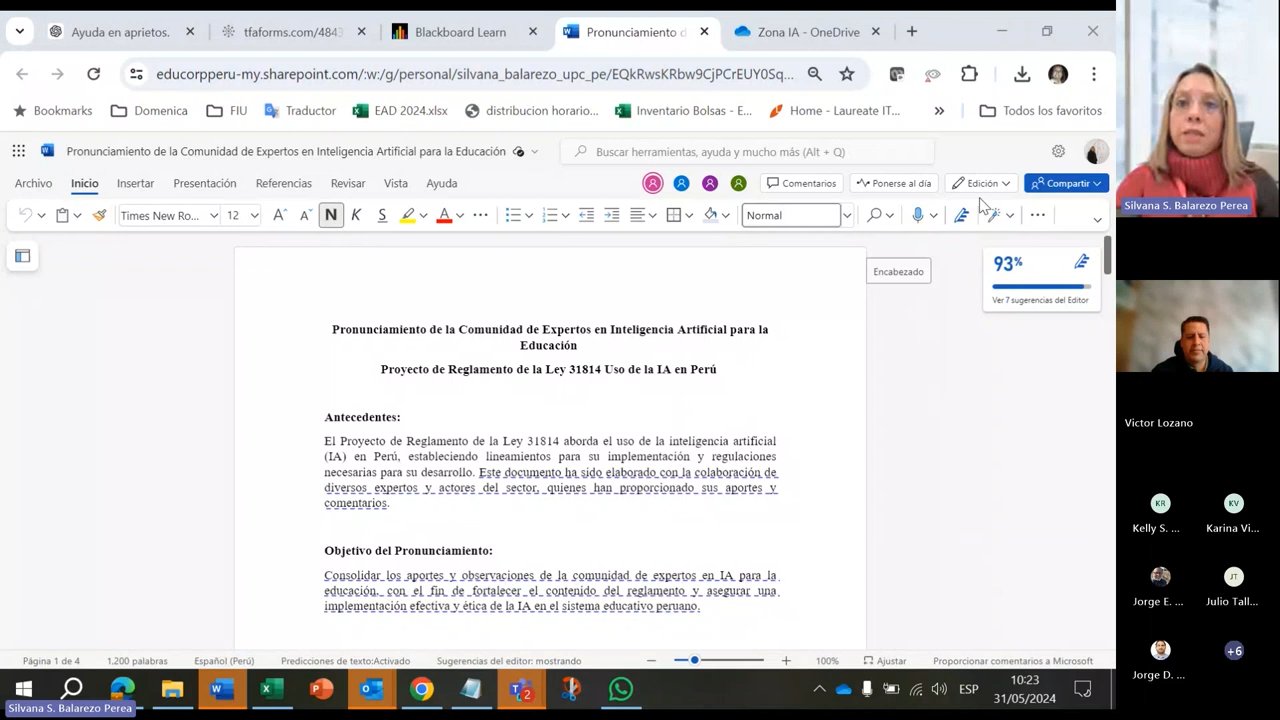 Ayuda en aprietos.
tfaforms.com/4843
Blackboard Learn
Pronunciamiento d
Zona IA - OneDrive
educorpperu-my.sharepoint.com/:w:/g/personal/silvana_balarezo_upc_pe/EQkRwsKRbw9CjPCrEUY0Sq...
Bookmarks
Domenica
FIU
Traductor
EAD 2024.xlsx
distribucion horario...
Inventario Bolsas - E...
Home - Laureate IT...
»
Todos los favoritos
Pronunciamiento de la Comunidad de Expertos en Inteligencia Artificial para la Educación
Buscar herramientas, ayuda y mucho más (Alt + Q)
Archivo
Inicio
Insertar
Presentación
Referencias
Revisar
Vista
Ayuda
Comentarios
Ponerse al día
Edición
Compartir
Times New Ro...
12
N
K
S
Normal
Encabezado
93%
Ver 7 sugerencias del Editor
Pronunciamiento de la Comunidad de Expertos en Inteligencia Artificial para la
Educación
Proyecto de Reglamento de la Ley 31814 Uso de la IA en Perú
Antecedentes:
El Proyecto de Reglamento de la Ley 31814 aborda el uso de la inteligencia artificial
(IA) en Perú, estableciendo lineamientos para su implementación y regulaciones
necesarias para su desarrollo. Este documento ha sido elaborado con la colaboración de
diversos expertos y actores del sector, quienes han proporcionado sus aportes y
comentarios.
Objetivo del Pronunciamiento:
Consolidar los aportes y observaciones de la comunidad de expertos en IA para la
educación, con el fin de fortalecer el contenido del reglamento y asegurar una
implementación efectiva y ética de la IA en el sistema educativo peruano.
Página 1 de 4
1,200 palabras
Español (Perú)
Predicciones de texto:Activado
Sugerencias del editor: mostrando
100%
Ajustar
Proporcionar comentarios a Microsoft
2
ESP
10:23
31/05/2024
Silvana S. Balarezo Perea
Silvana S. Balarezo Perea
Victor Lozano
KR
KV
Kelly S. ...
Karina Vi...
JT
Jorge E. ...
Julio Tall...
+6
Jorge D. ...